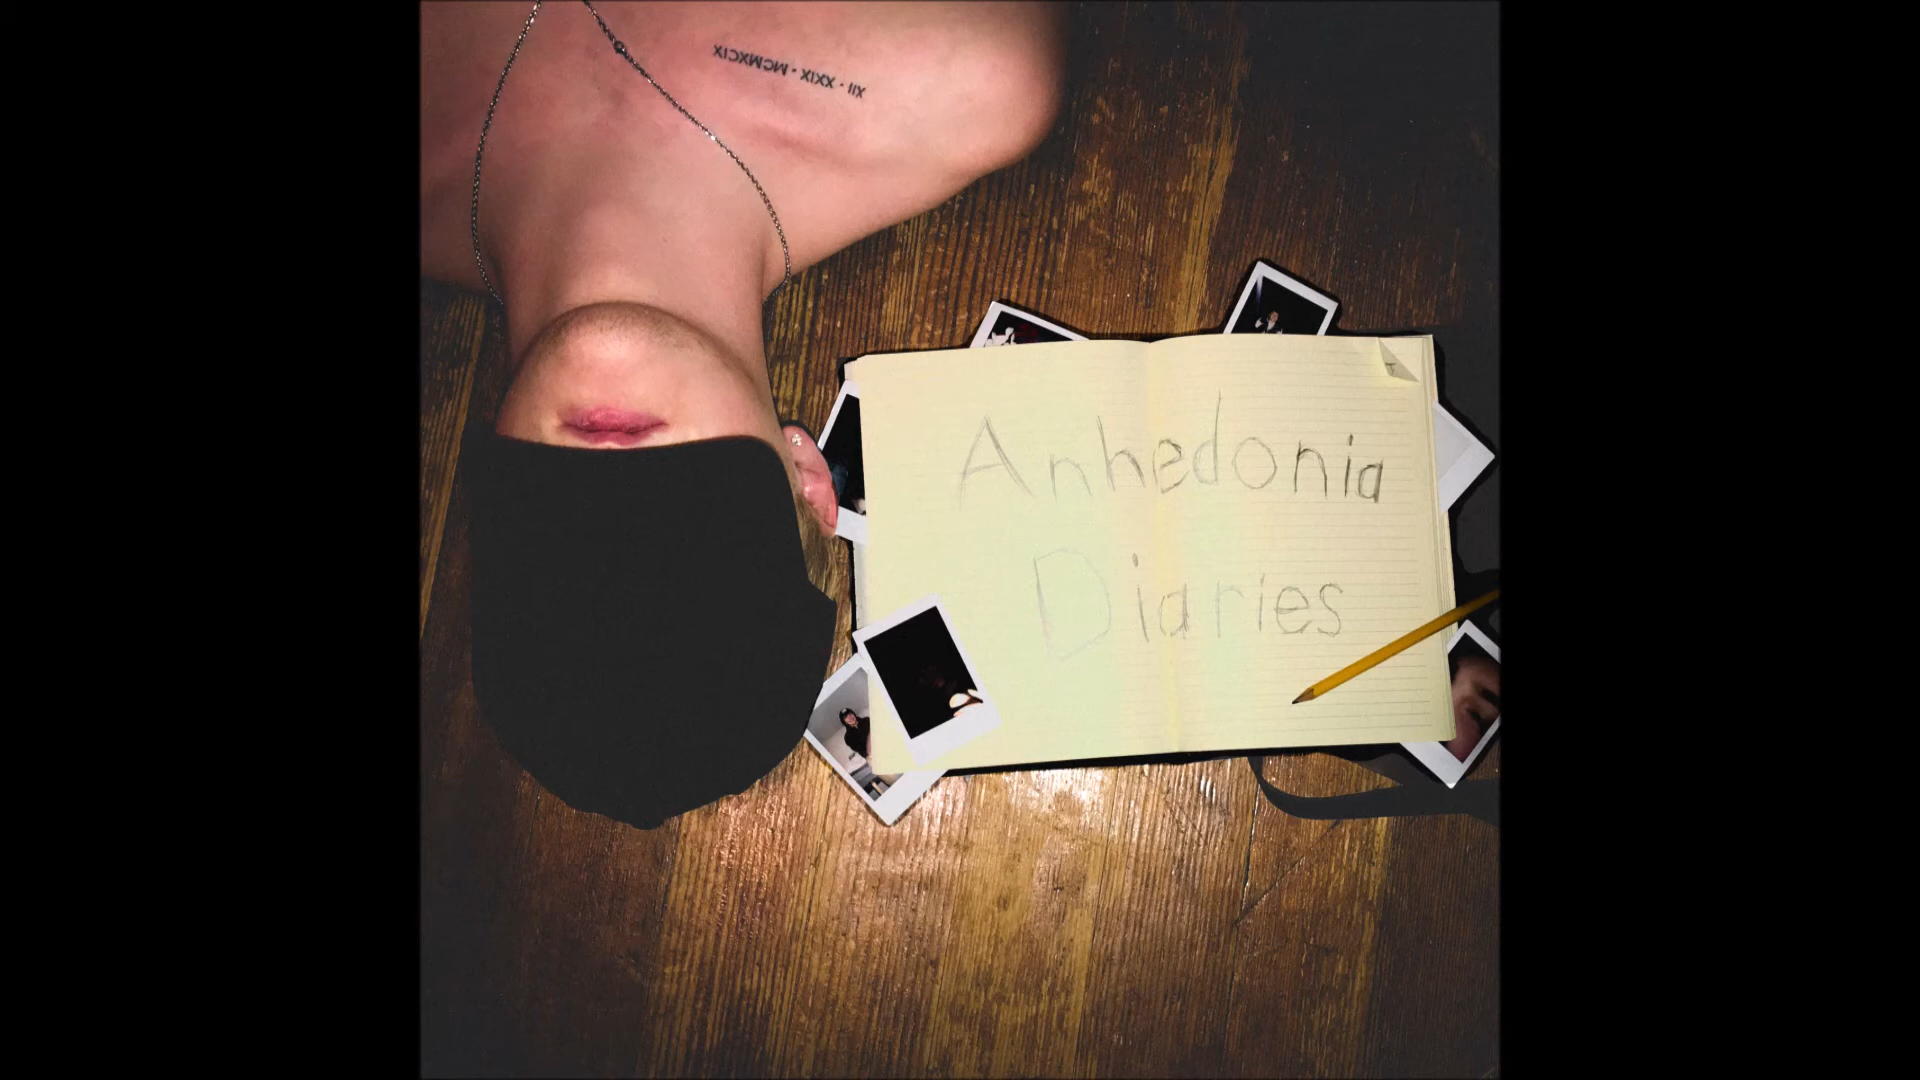 XII · XXIX · MCMXCIX
Anhedonia
Diaries